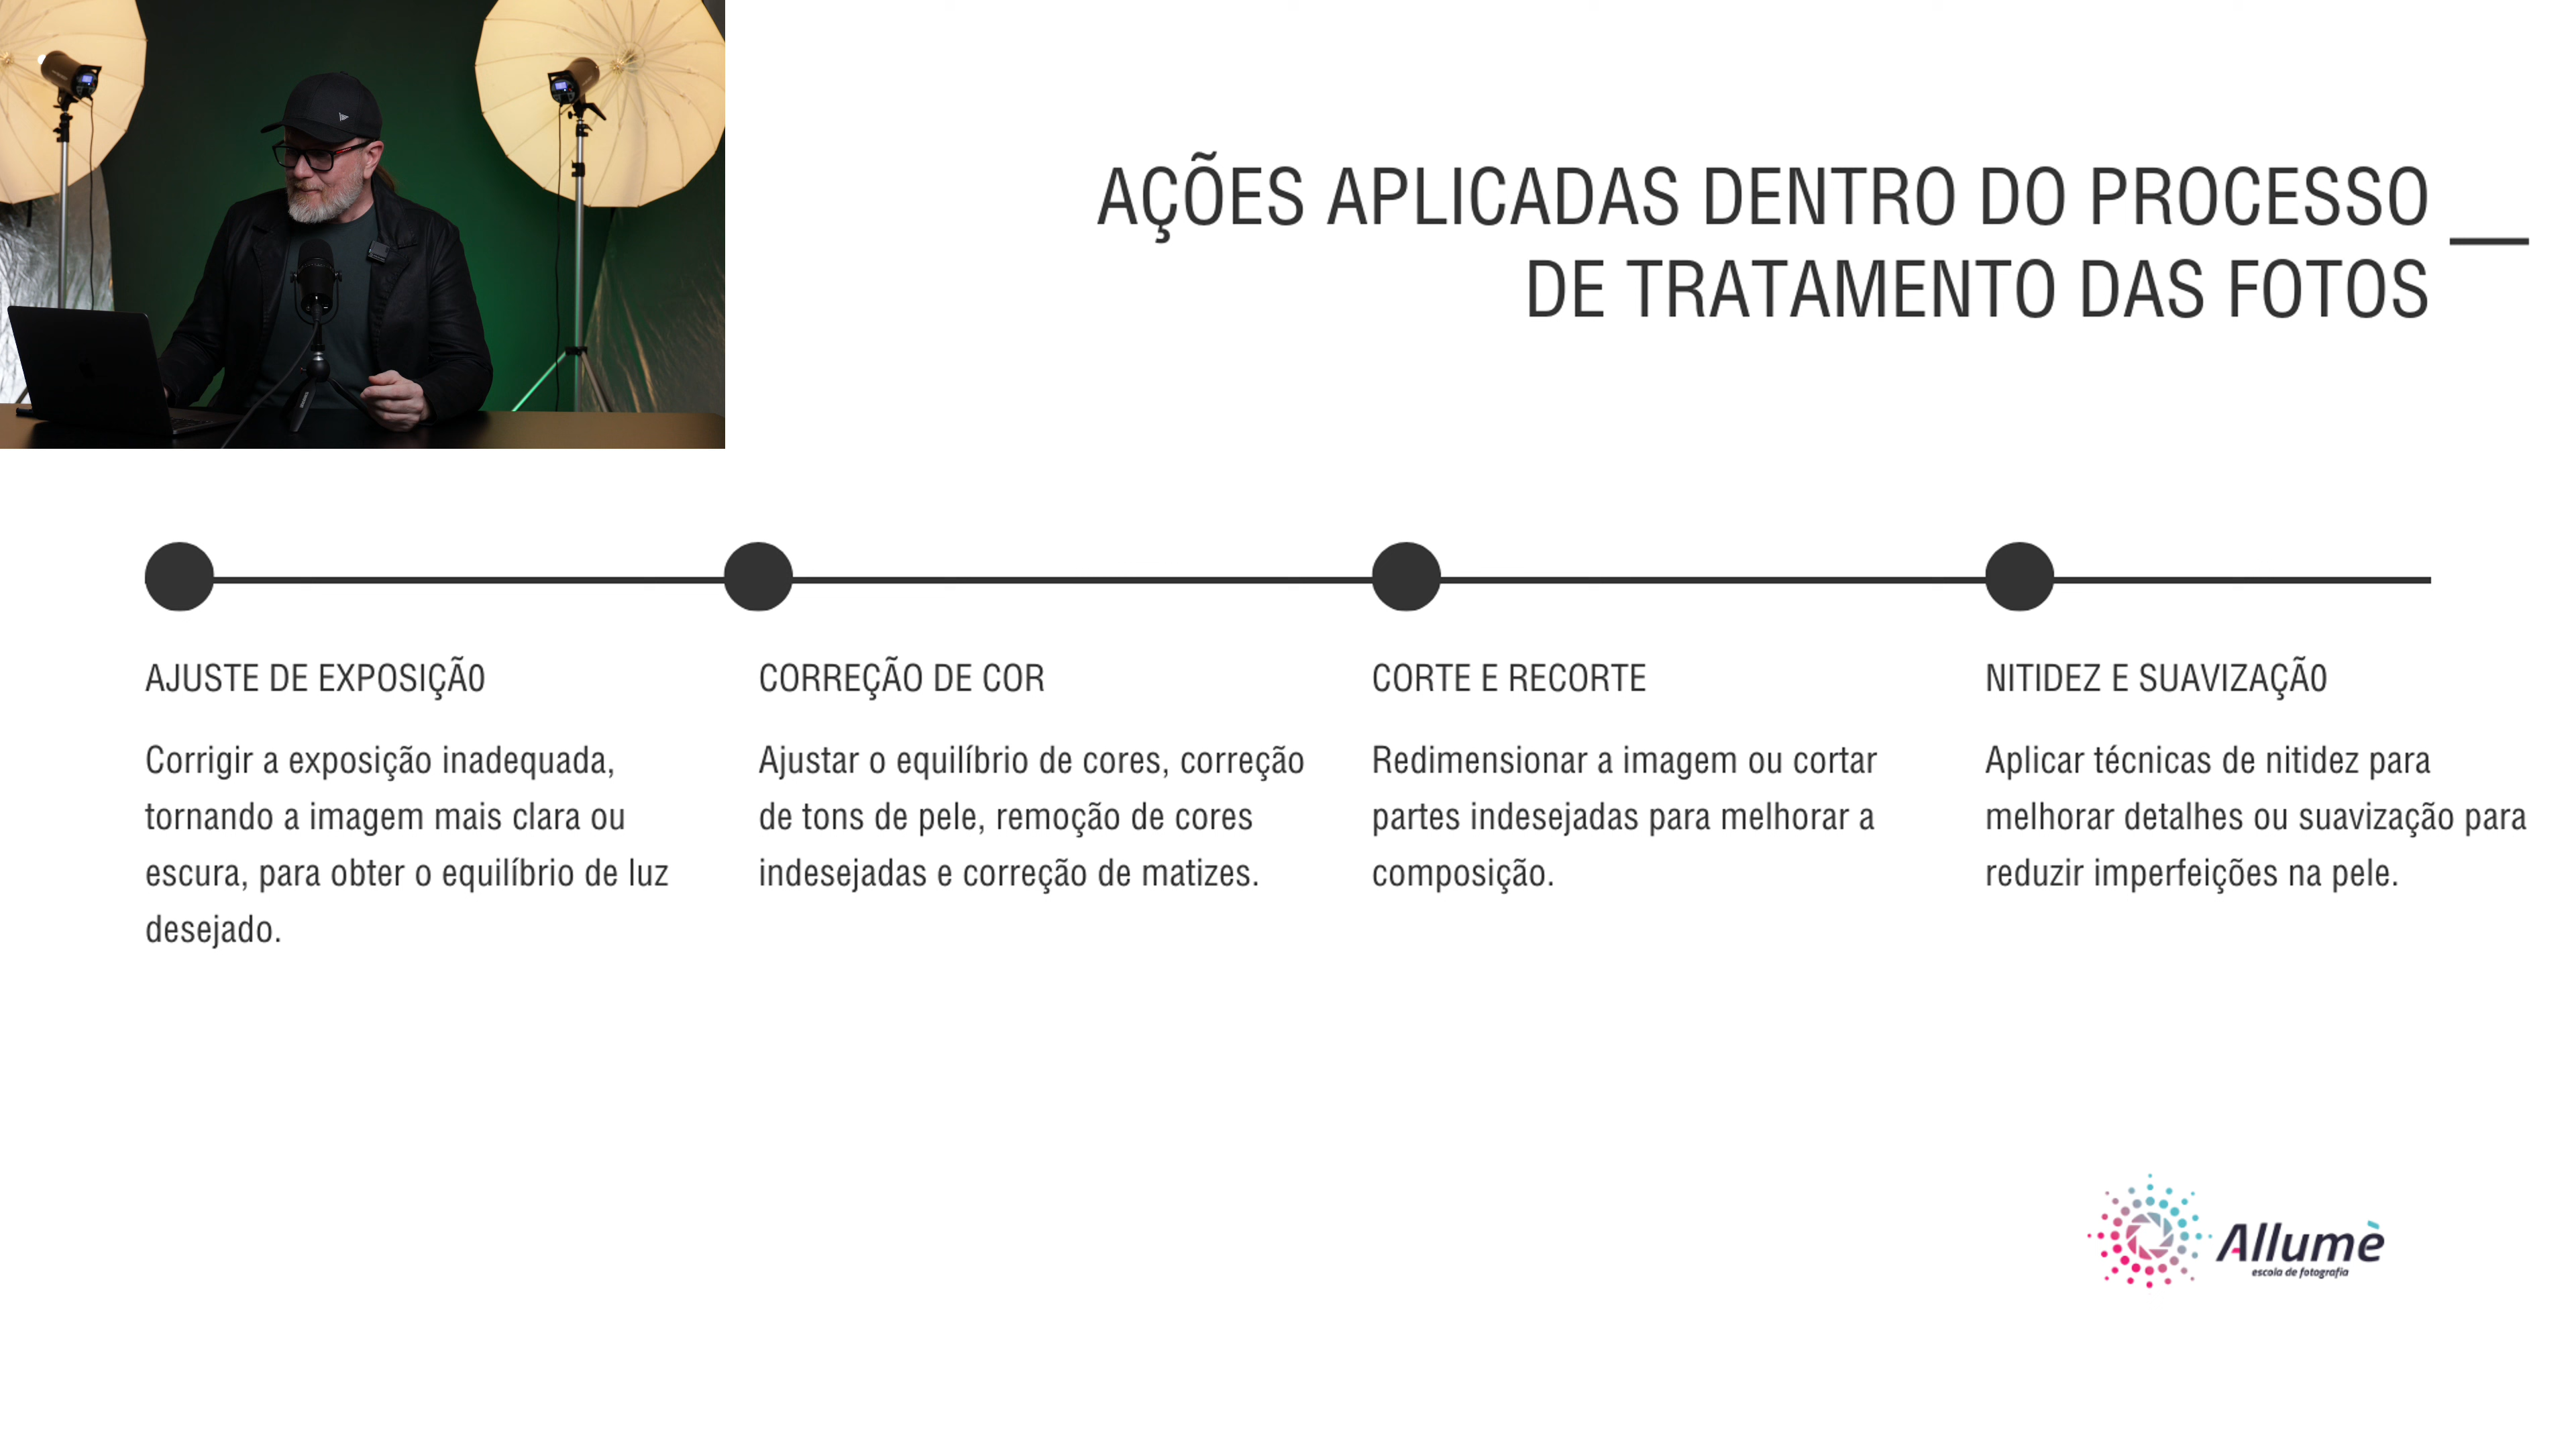 AÇÕES APLICADAS DENTRO DO PROCESSO
DE TRATAMENTO DAS FOTOS
AJUSTE DE EXPOSIÇÃO
Corrigir a exposição inadequada,
tornando a imagem mais clara ou
escura, para obter o equilíbrio de luz
desejado.
CORREÇÃO DE COR
Ajustar o equilíbrio de cores, correção
de tons de pele, remoção de cores
indesejadas e correção de matizes.
CORTE E RECORTE
Redimensionar a imagem ou cortar
partes indesejadas para melhorar a
composição.
NITIDEZ E SUAVIZAÇÃO
Aplicar técnicas de nitidez para
melhorar detalhes ou suavização para
reduzir imperfeições na pele.
Allumè
escola de fotografia